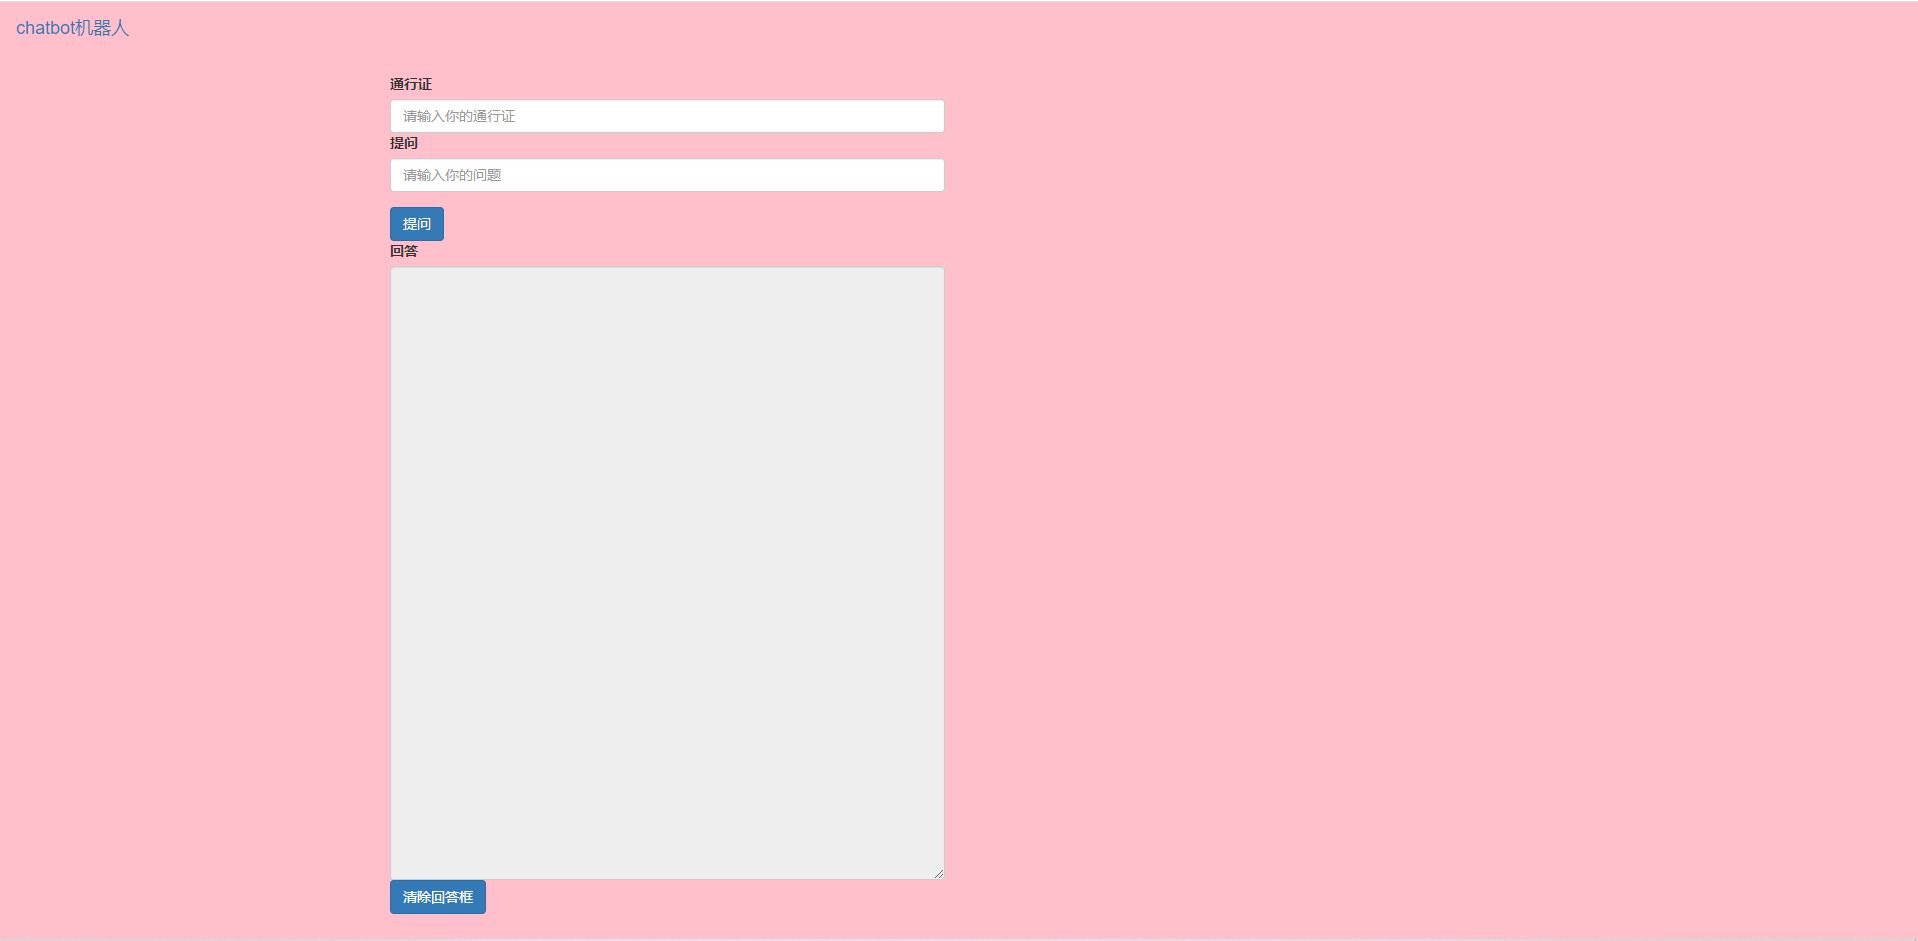 chatbot机器人
通行证
请输入你的通行证
提问
请输入你的问题
提问
回答
清除回答框